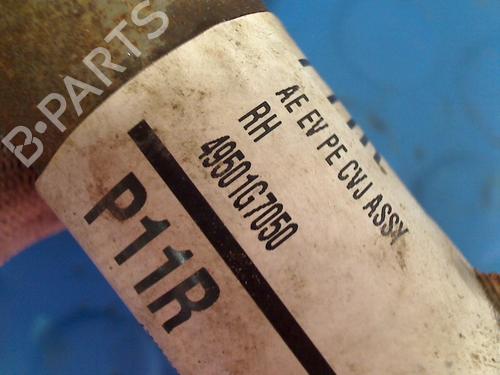 AE EV PE CVJ ASSY
RH
49501G7050
P11R
B-PARTS